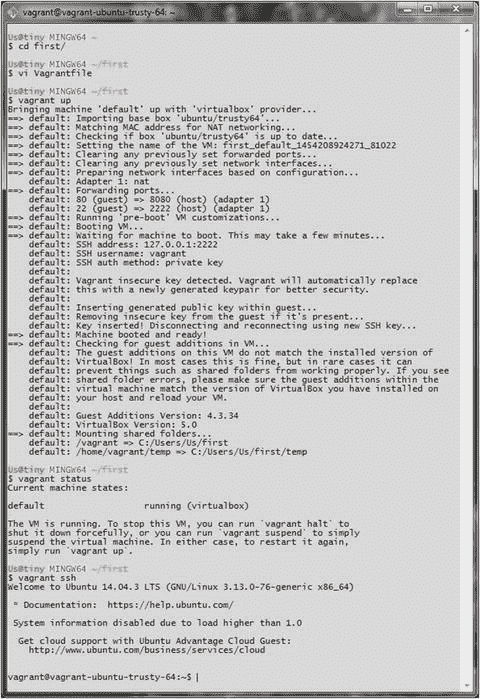 vagrant@vagrant-ubuntu-trusty-64: ~
Us@tiny MINGW64 ~
$ cd first/
Us@tiny MINGW64 ~/first
$ vi Vagrantfile
Us@tiny MINGW64 ~/first
$ vagrant up
Bringing machine 'default' up with 'virtualbox' provider...
==> default: Importing base box 'ubuntu/trusty64'...
==> default: Matching MAC address for NAT networking...
==> default: Checking if box 'ubuntu/trusty64' is up to date...
==> default: Setting the name of the VM: first_default_1454208924271_81022
==> default: Clearing any previously set forwarded ports...
==> default: Clearing any previously set network interfaces...
==> default: Preparing network interfaces based on configuration...
default: Adapter 1: nat
==> default: Forwarding ports...
default: 80 (guest) => 8080 (host) (adapter 1)
default: 22 (guest) => 2222 (host) (adapter 1)
==> default: Running 'pre-boot' VM customizations...
==> default: Booting VM...
==> default: Waiting for machine to boot. This may take a few minutes...
default: SSH address: 127.0.0.1:2222
default: SSH username: vagrant
default: SSH auth method: private key
default:
default: Vagrant insecure key detected. Vagrant will automatically replace
default: this with a newly generated keypair for better security.
default:
default: Inserting generated public key within guest...
default: Removing insecure key from the guest if it's present...
default: Key inserted! Disconnecting and reconnecting using new SSH key...
==> default: Machine booted and ready!
==> default: Checking for guest additions in VM...
default: The guest additions on this VM do not match the installed version of
default: VirtualBox! In most cases this is fine, but in rare cases it can
default: prevent things such as shared folders from working properly. If you see
default: shared folder errors, please make sure the guest additions within the
default: virtual machine match the version of VirtualBox you have installed on
default: your host and reload your VM.
default:
default: Guest Additions Version: 4.3.34
default: VirtualBox Version: 5.0
==> default: Mounting shared folders...
default: /vagrant => C:/Users/Us/first
default: /home/vagrant/temp => C:/Users/Us/first/temp
Us@tiny MINGW64 ~/first
$ vagrant status
Current machine states:
default running (virtualbox)
The VM is running. To stop this VM, you can run `vagrant halt` to
shut it down forcefully, or you can run `vagrant suspend` to simply
suspend the virtual machine. In either case, to restart it again,
simply run `vagrant up`.
Us@tiny MINGW64 ~/first
$ vagrant ssh
Welcome to Ubuntu 14.04.3 LTS (GNU/Linux 3.13.0-76-generic x86_64)
* Documentation: https://help.ubuntu.com/
System information disabled due to load higher than 1.0
Get cloud support with Ubuntu Advantage Cloud Guest:
http://www.ubuntu.com/business/services/cloud
vagrant@vagrant-ubuntu-trusty-64:~$